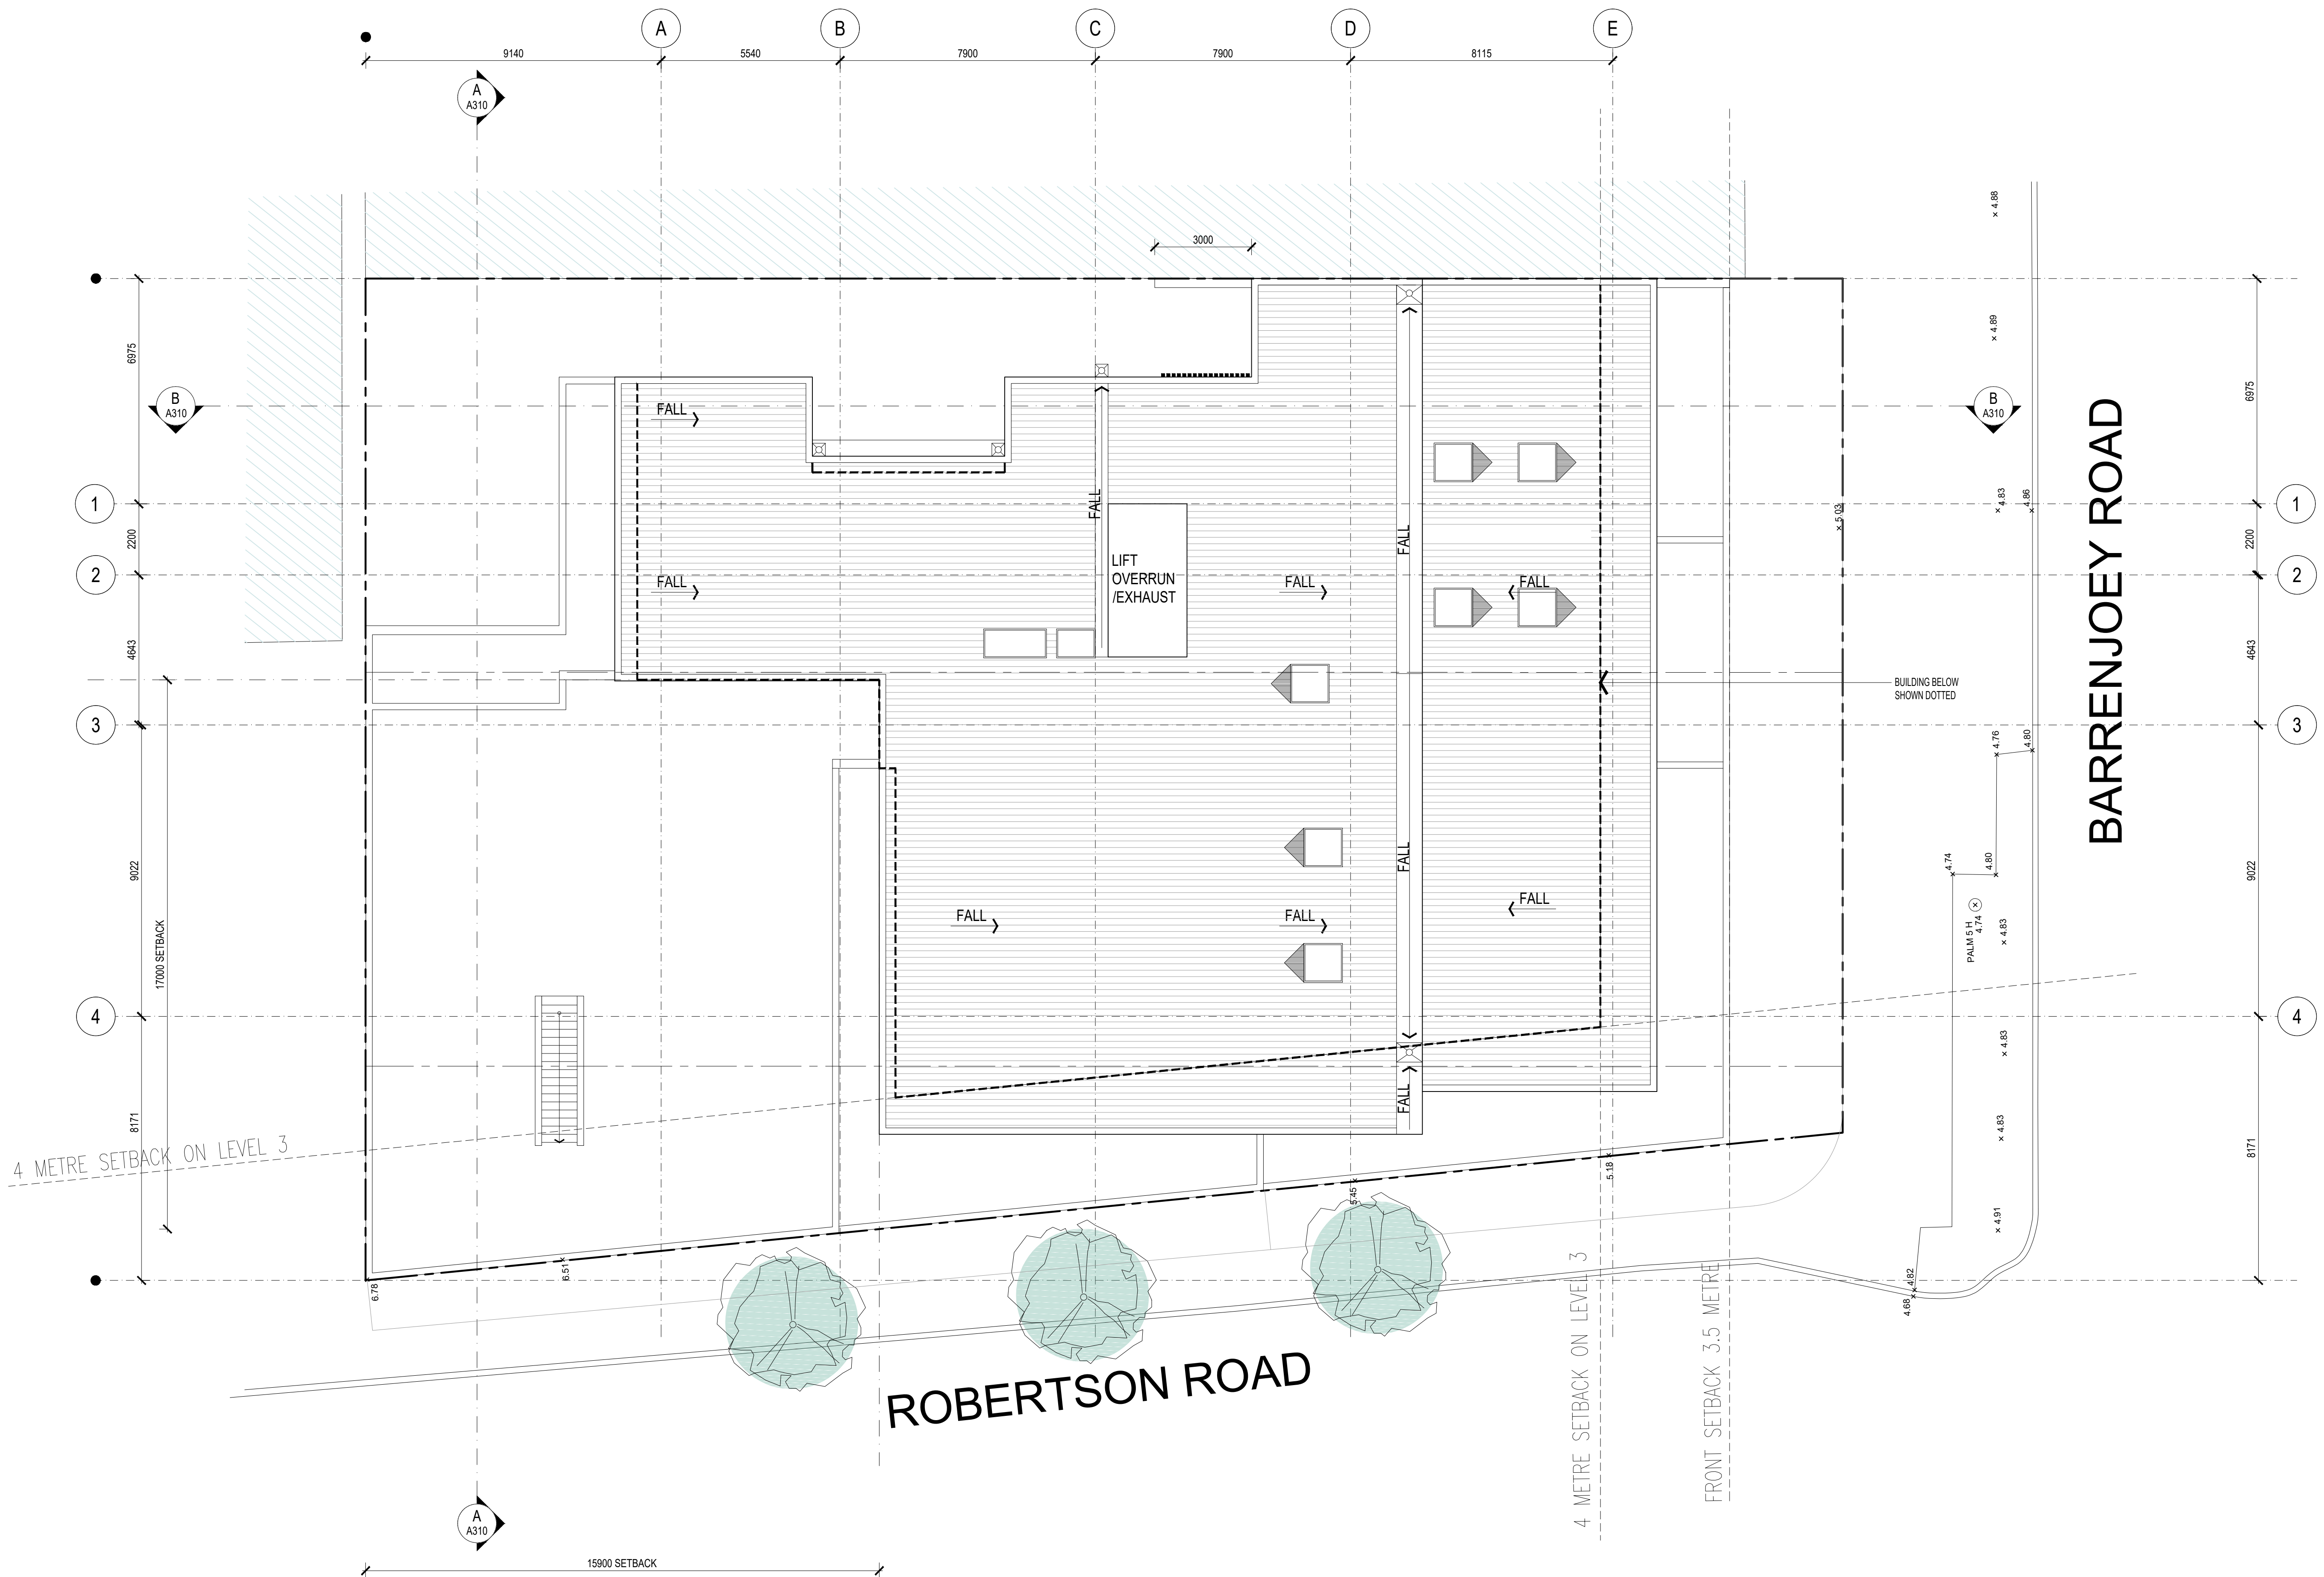 A
B
C
D
E
9140
5540
7900
7900
8115
A
A310
4.88
3000
4.89
6975
6975
B
A310
B
A310
FALL
BARRENJOEY ROAD
1
FALL
4.83
4.86
5.03
1
2200
FALL
2200
2
FALL
LIFT
OVERRUN
/EXHAUST
FALL
FALL
2
4643
4643
BUILDING BELOW
SHOWN DOTTED
3
4.76
4.80
3
9022
FALL
4.74
4.80
9022
17000 SETBACK
FALL
FALL
FALL
PALM 5 H
4.74
4.83
4
4.83
4
8171
FALL
4.83
8171
4 METRE SETBACK ON LEVEL 3
5.18
5.45
4.91
6.51
6.78
4.82
4.68
4 METRE SETBACK ON LEVEL 3
FRONT SETBACK 3.5 METRE
ROBERTSON ROAD
A
A310
15900 SETBACK